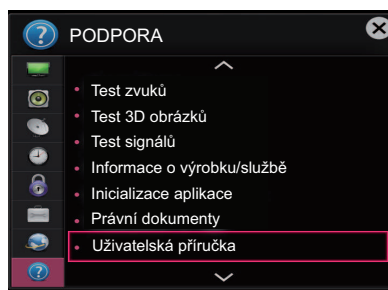 PODPORA
Test zvuků
Test 3D obrázků
Test signálů
Informace o výrobku/službě
Inicializace aplikace
Právní dokumenty
Uživatelská příručka